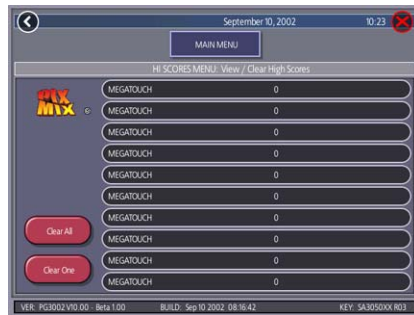 September 10, 2002 10:23
MAIN MENU
HI SCORES MENU: View / Clear High Scores
PIX
MIX
MEGATOUCH 0
MEGATOUCH 0
MEGATOUCH 0
MEGATOUCH 0
MEGATOUCH 0
MEGATOUCH 0
MEGATOUCH 0
MEGATOUCH 0
MEGATOUCH 0
MEGATOUCH 0
Clear All
Clear One
VER: PG3002 V10.00 - Beta 1.00 BUILD: Sep 10 2002 08:16:42 KEY: SA3050XX R03